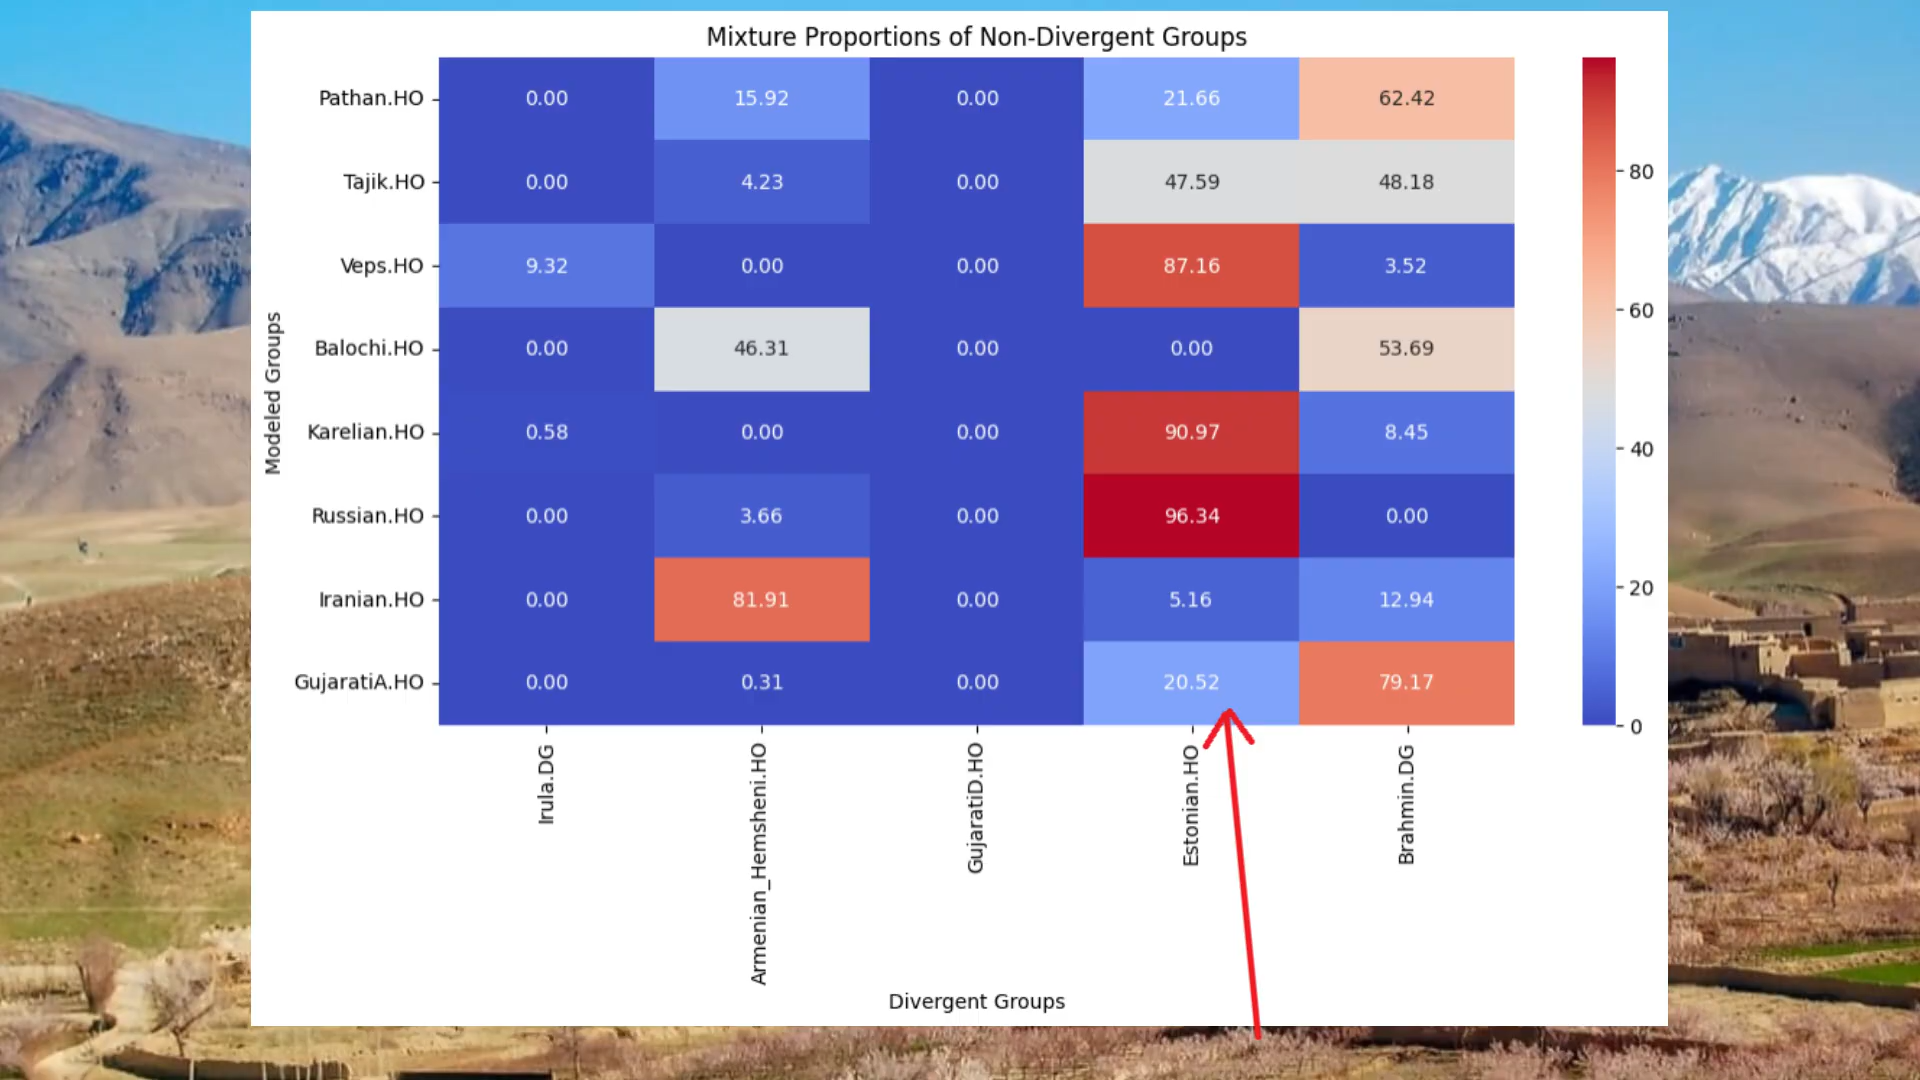 Mixture Proportions of Non-Divergent Groups
Modeled Groups
Pathan.HO 0.00 15.92 0.00 21.66 62.42
Tajik.HO 0.00 4.23 0.00 47.59 48.18
Veps.HO 9.32 0.00 0.00 87.16 3.52
Balochi.HO 0.00 46.31 0.00 0.00 53.69
Karelian.HO 0.58 0.00 0.00 90.97 8.45
Russian.HO 0.00 3.66 0.00 96.34 0.00
Iranian.HO 0.00 81.91 0.00 5.16 12.94
GujaratiA.HO 0.00 0.31 0.00 20.52 79.17
Irula.DG Armenian_Hemsheni.HO GujaratiD.HO Estonian.HO Brahmin.DG
Divergent Groups
80
60
40
20
0